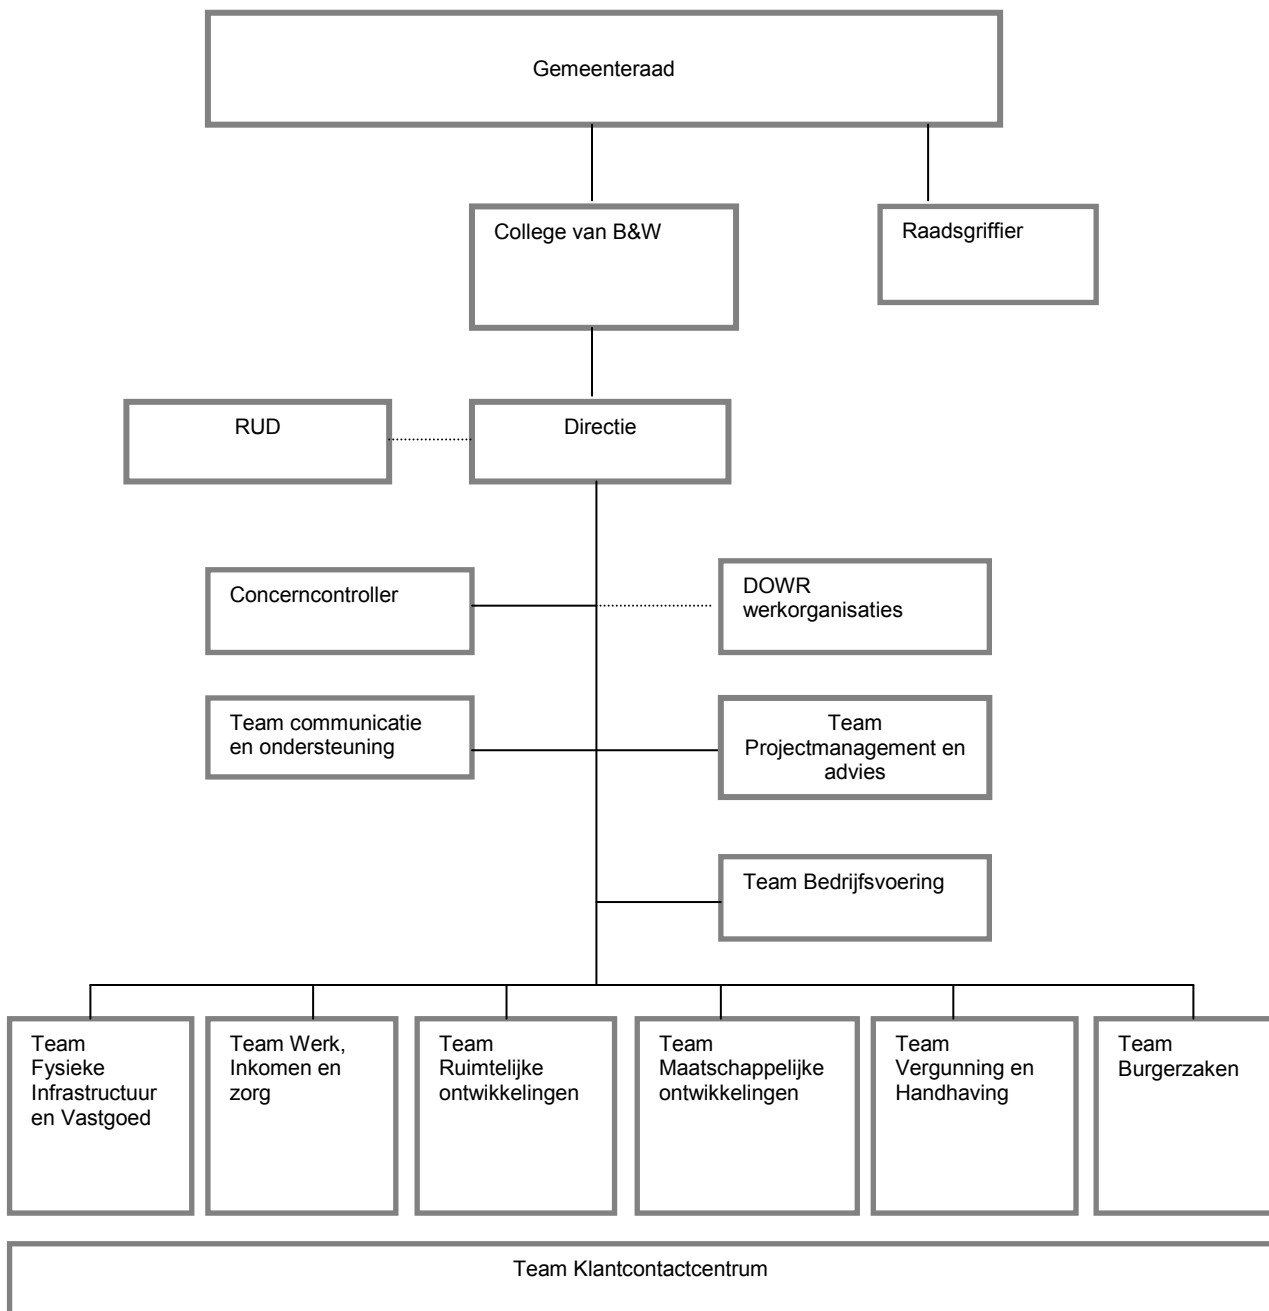 Gemeenteraad
College van B&W
Raadsgriffier
RUD
Directie
Concerncontroller
DOWR
werkorganisaties
Team communicatie
en ondersteuning
Team
Projectmanagement en
advies
Team Bedrijfsvoering
Team
Fysieke
Infrastructuur
en Vastgoed
Team Werk,
Inkomen en
zorg
Team
Ruimtelijke
ontwikkelingen
Team
Maatschappelijke
ontwikkelingen
Team
Vergunning en
Handhaving
Team
Burgerzaken
Team Klantcontactcentrum